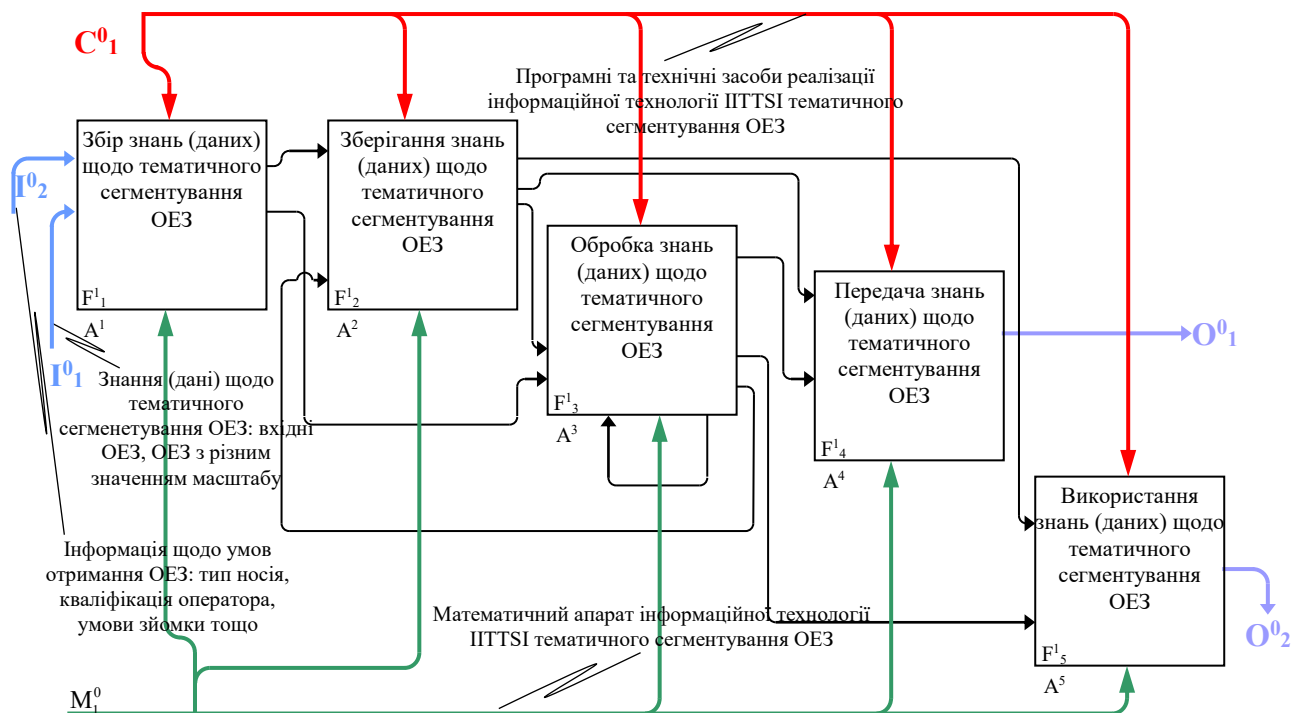 C⁰₁
Програмні та технічні засоби реалізації
інформаційної технології IITTSI тематичного
сегментування ОЕЗ
Збір знань (даних)
щодо тематичного
сегментування
ОЕЗ
F¹₁
A¹
Зберігання знань
(даних) щодо
тематичного
сегментування
ОЕЗ
F¹₂
A²
I⁰₂
I⁰₁
Обробка знань
(даних) щодо
тематичного
сегментування
ОЕЗ
F¹₃
A³
Передача знань
(даних) щодо
тематичного
сегментування
ОЕЗ
F¹₄
A⁴
O⁰₁
Знання (дані) щодо
тематичного
сегменетування ОЕЗ: вхідні
ОЕЗ, ОЕЗ з різним
значенням масштабу
Використання
знань (даних) щодо
тематичного
сегментування
ОЕЗ
F¹₅
A⁵
O⁰₂
Інформація щодо умов
отримання ОЕЗ: тип носія,
кваліфікація оператора,
умови зйомки тощо
Математичний апарат інформаційної технології
IITTSI тематичного сегментування ОЕЗ
M⁰₁